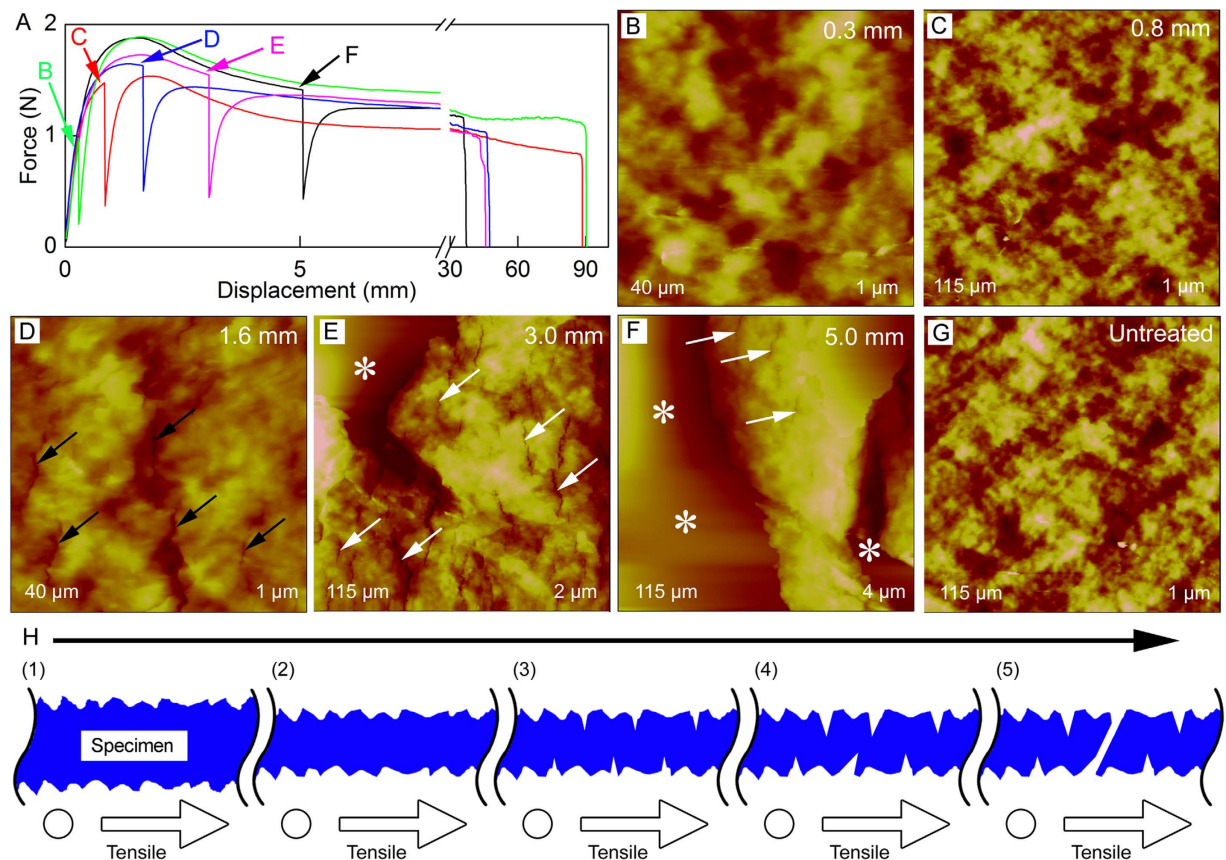 A
2
1
0
Force (N)
B
C
D
E
F
0
5
30
60
90
Displacement (mm)
B
0.3 mm
40 µm
1 µm
C
0.8 mm
115 µm
1 µm
D
1.6 mm
40 µm
1 µm
E
3.0 mm
*
115 µm
2 µm
F
5.0 mm
*
*
*
115 µm
4 µm
G
Untreated
115 µm
1 µm
H
(1)
(2)
(3)
(4)
(5)
Specimen
Tensile
Tensile
Tensile
Tensile
Tensile